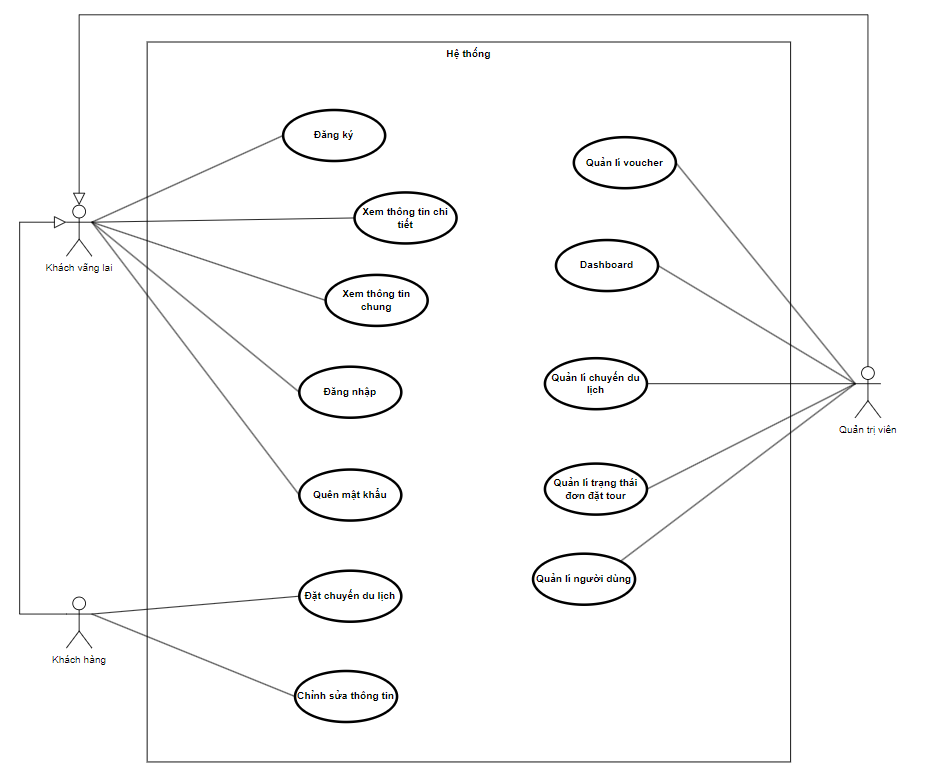 Hệ thống
Đăng ký
Quản lí voucher
Xem thông tin chi
tiết
Khách vãng lai
Dashboard
Xem thông tin
chung
Quản lí chuyến du
lịch
Đăng nhập
Quản trị viên
Quên mật khẩu
Quản lí trạng thái
đơn đặt tour
Quản lí người dùng
Đặt chuyến du lịch
Khách hàng
Chỉnh sửa thông tin